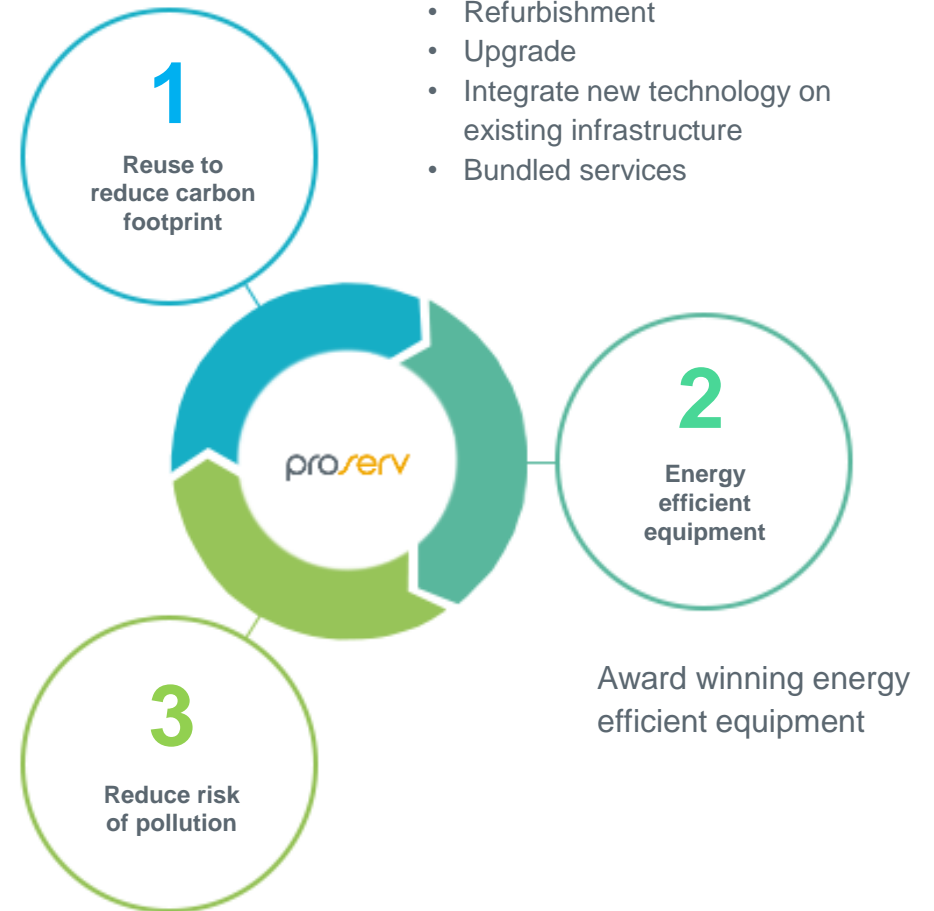 • Refurbishment
• Upgrade
• Integrate new technology on
existing infrastructure
• Bundled services
1
Reuse to
reduce carbon
footprint
proserv
2
Energy
efficient
equipment
Award winning energy
efficient equipment
3
Reduce risk
of pollution